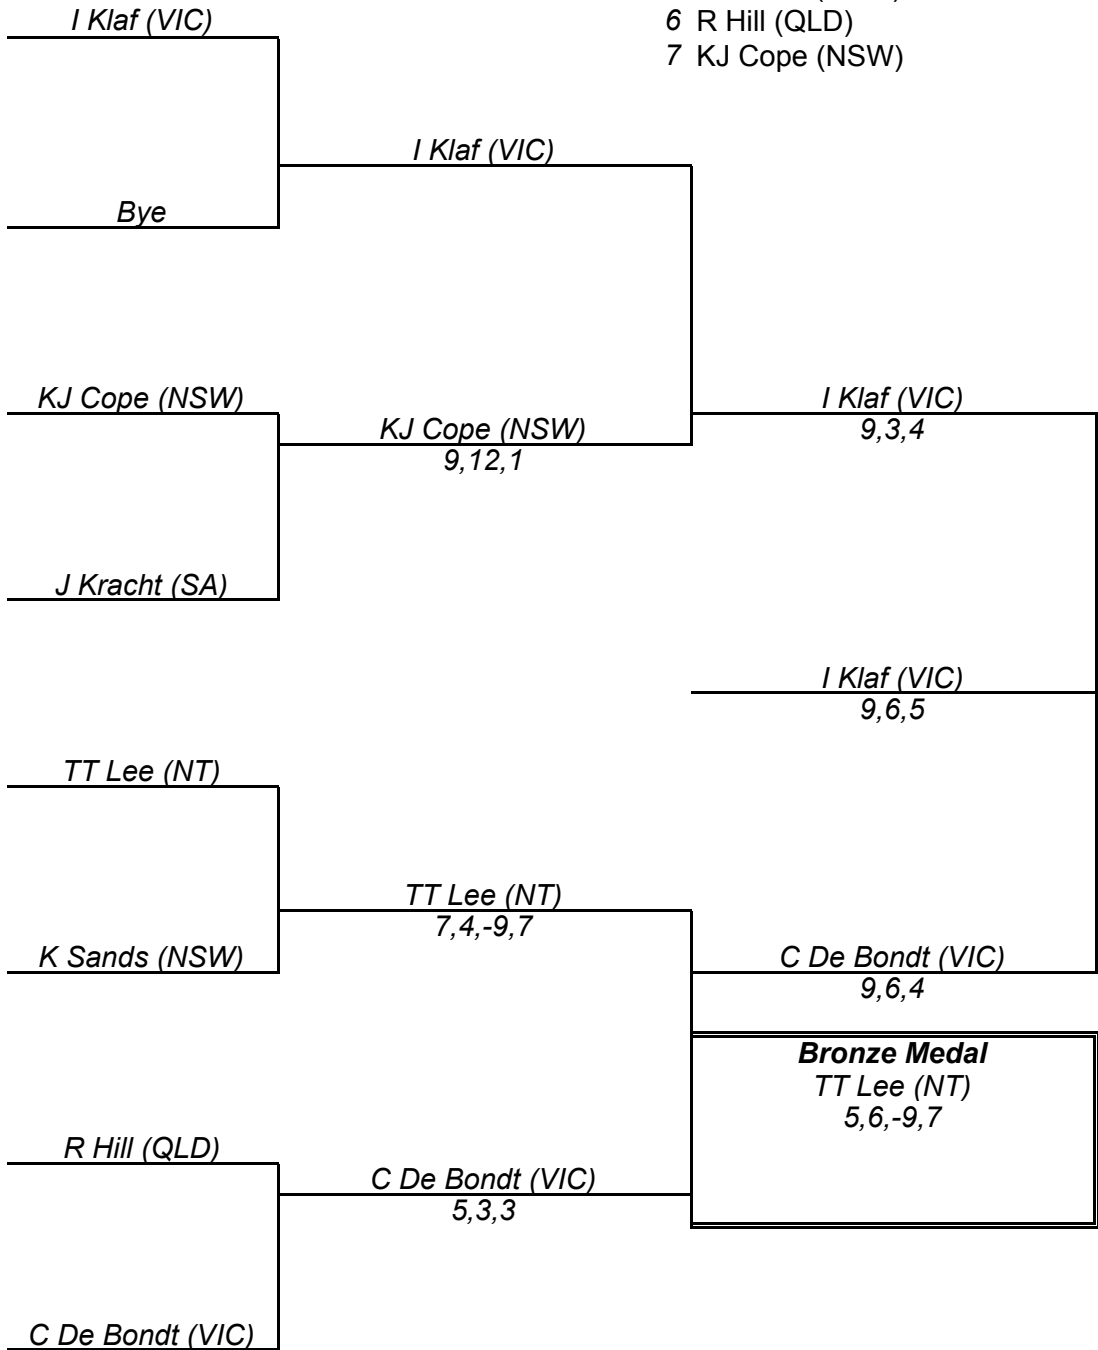 I Klaf (VIC)
6 R Hill (QLD)
7 KJ Cope (NSW)
I Klaf (VIC)
Bye
KJ Cope (NSW)
I Klaf (VIC)
KJ Cope (NSW)
9,3,4
9,12,1
J Kracht (SA)
I Klaf (VIC)
9,6,5
TT Lee (NT)
TT Lee (NT)
7,4,-9,7
K Sands (NSW)
C De Bondt (VIC)
9,6,4
Bronze Medal
TT Lee (NT)
5,6,-9,7
R Hill (QLD)
C De Bondt (VIC)
5,3,3
C De Bondt (VIC)